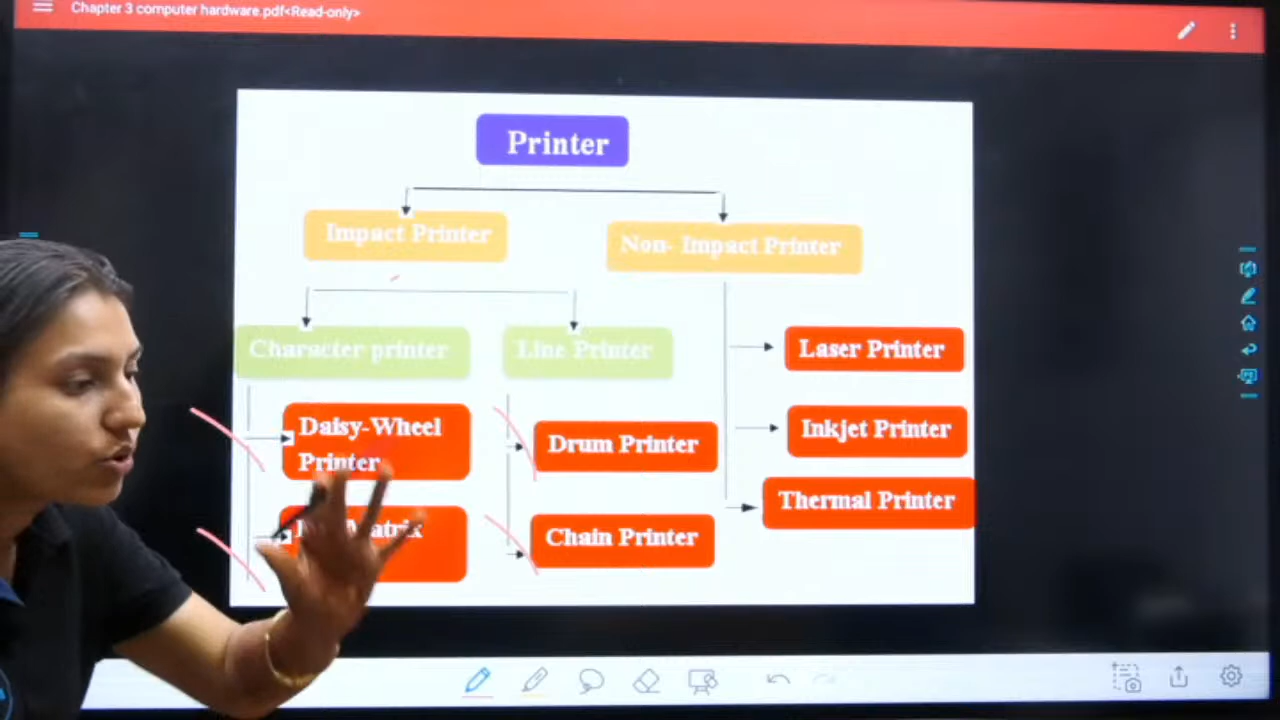 Chapter 3 computer hardware.pdf<Read-only>
Printer
Impact Printer
Non- Impact Printer
Character printer
Line Printer
Laser Printer
Daisy-Wheel
Printer
Drum Printer
Inkjet Printer
Thermal Printer
Matrix
Chain Printer